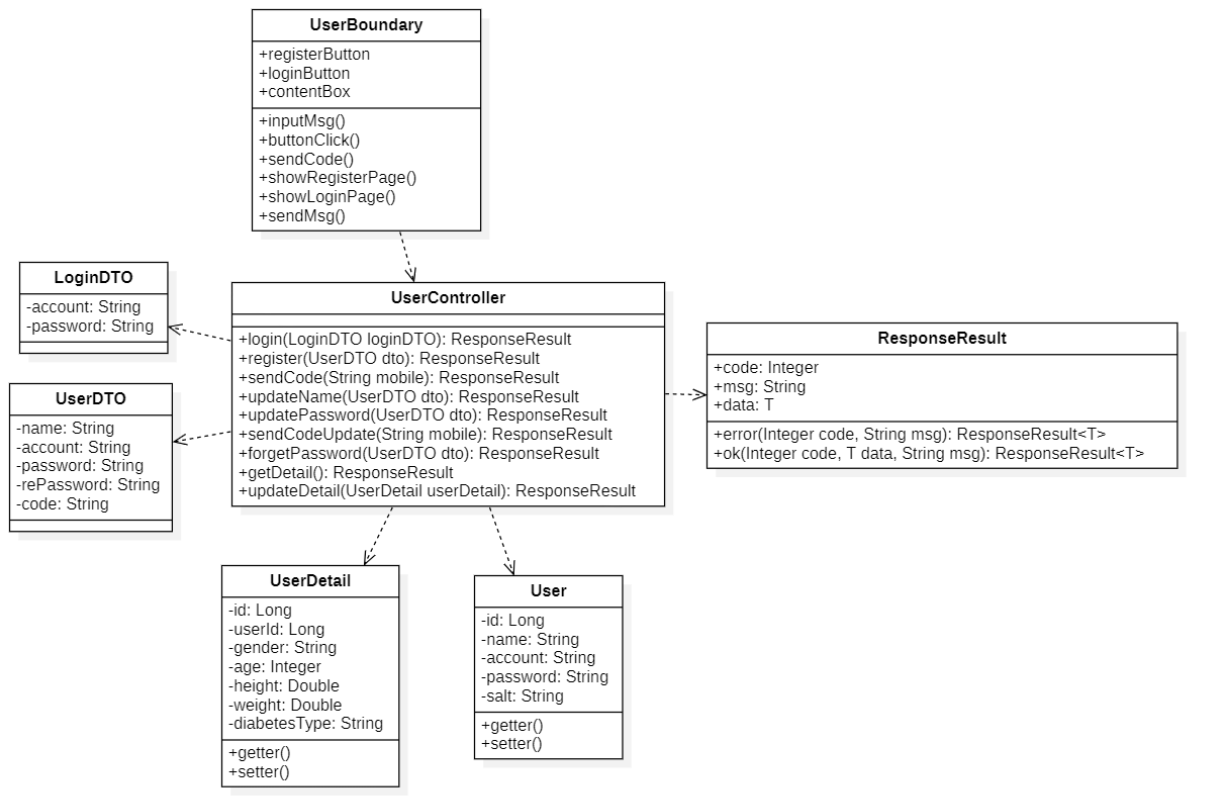 UserBoundary
+registerButton
+loginButton
+contentBox
+inputMsg()
+buttonClick()
+sendCode()
+showRegisterPage()
+showLoginPage()
+sendMsg()
LoginDTO
-account: String
-password: String
UserDTO
-name: String
-account: String
-password: String
-rePassword: String
-code: String
UserController
+login(LoginDTO loginDTO): ResponseResult
+register(UserDTO dto): ResponseResult
+sendCode(String mobile): ResponseResult
+updateName(UserDTO dto): ResponseResult
+updatePassword(UserDTO dto): ResponseResult
+sendCodeUpdate(String mobile): ResponseResult
+forgetPassword(UserDTO dto): ResponseResult
+getDetail(): ResponseResult
+updateDetail(UserDetail userDetail): ResponseResult
ResponseResult
+code: Integer
+msg: String
+data: T
+error(Integer code, String msg): ResponseResult<T>
+ok(Integer code, T data, String msg): ResponseResult<T>
UserDetail
-id: Long
-userId: Long
-gender: String
-age: Integer
-height: Double
-weight: Double
-diabetesType: String
+getter()
+setter()
User
-id: Long
-name: String
-account: String
-password: String
-salt: String
+getter()
+setter()